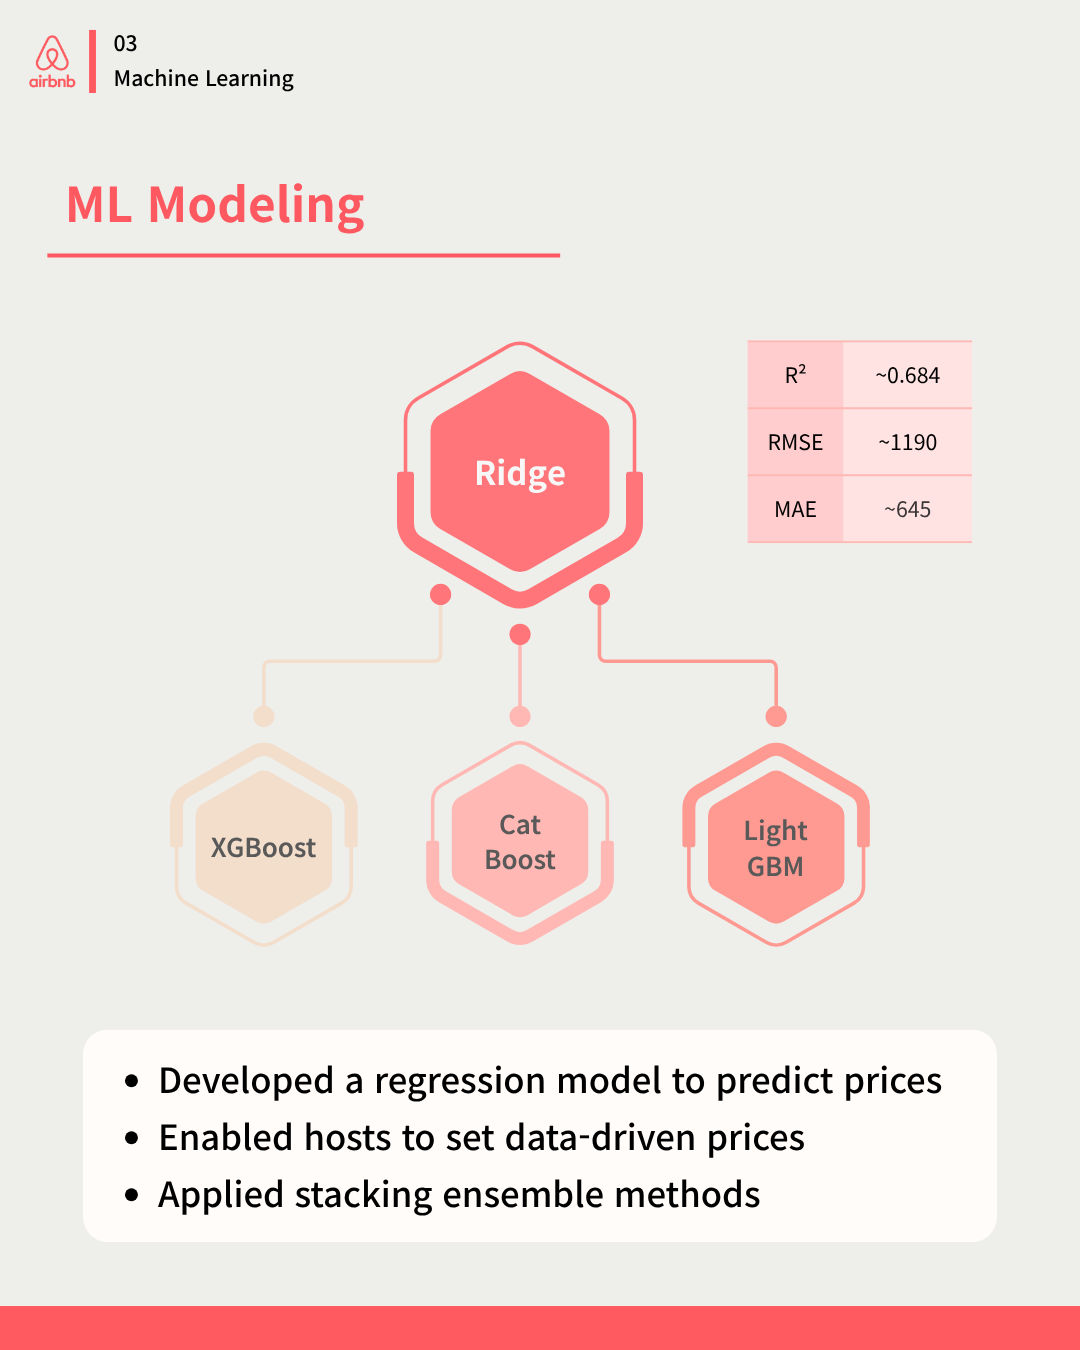 airbnb
03
Machine Learning
ML Modeling
Ridge
R² ~0.684
RMSE ~1190
MAE ~645
XGBoost
Cat
Boost
Light
GBM
• Developed a regression model to predict prices
• Enabled hosts to set data-driven prices
• Applied stacking ensemble methods